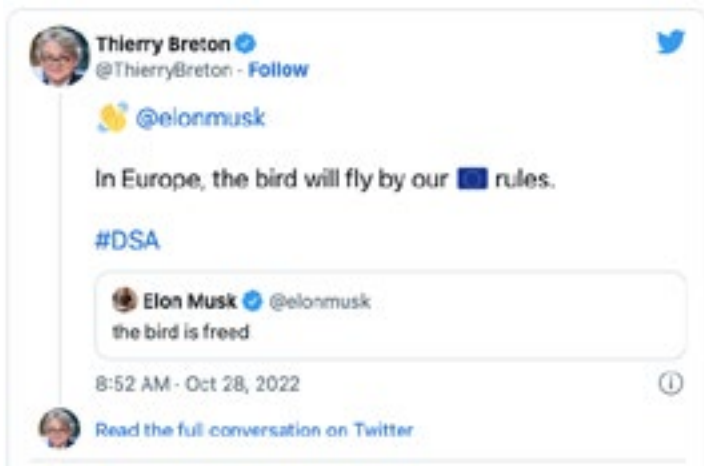 Thierry Breton
@ThierryBreton · Follow
👋 @elonmusk
In Europe, the bird will fly by our 🇪🇺 rules.
#DSA
Elon Musk @elonmusk
the bird is freed
8:52 AM · Oct 28, 2022
Read the full conversation on Twitter